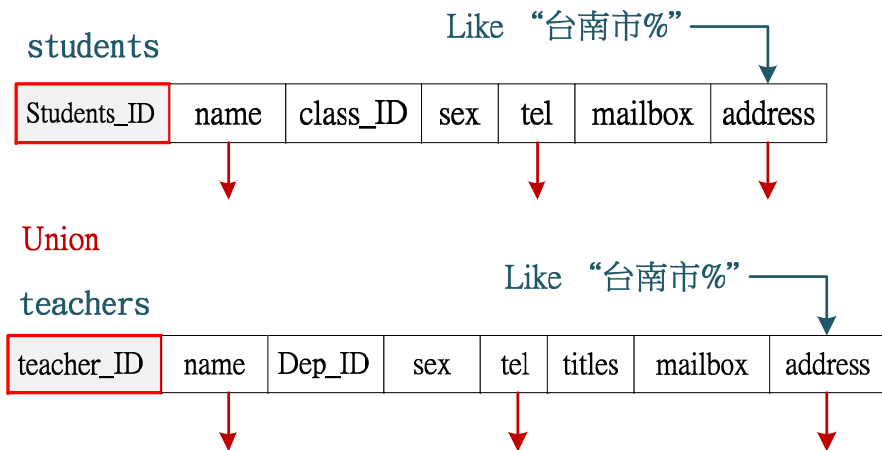 Like “台南市%”
students
Students_ID name class_ID sex tel mailbox address
Union
Like “台南市%”
teachers
teacher_ID name Dep_ID sex tel titles mailbox address